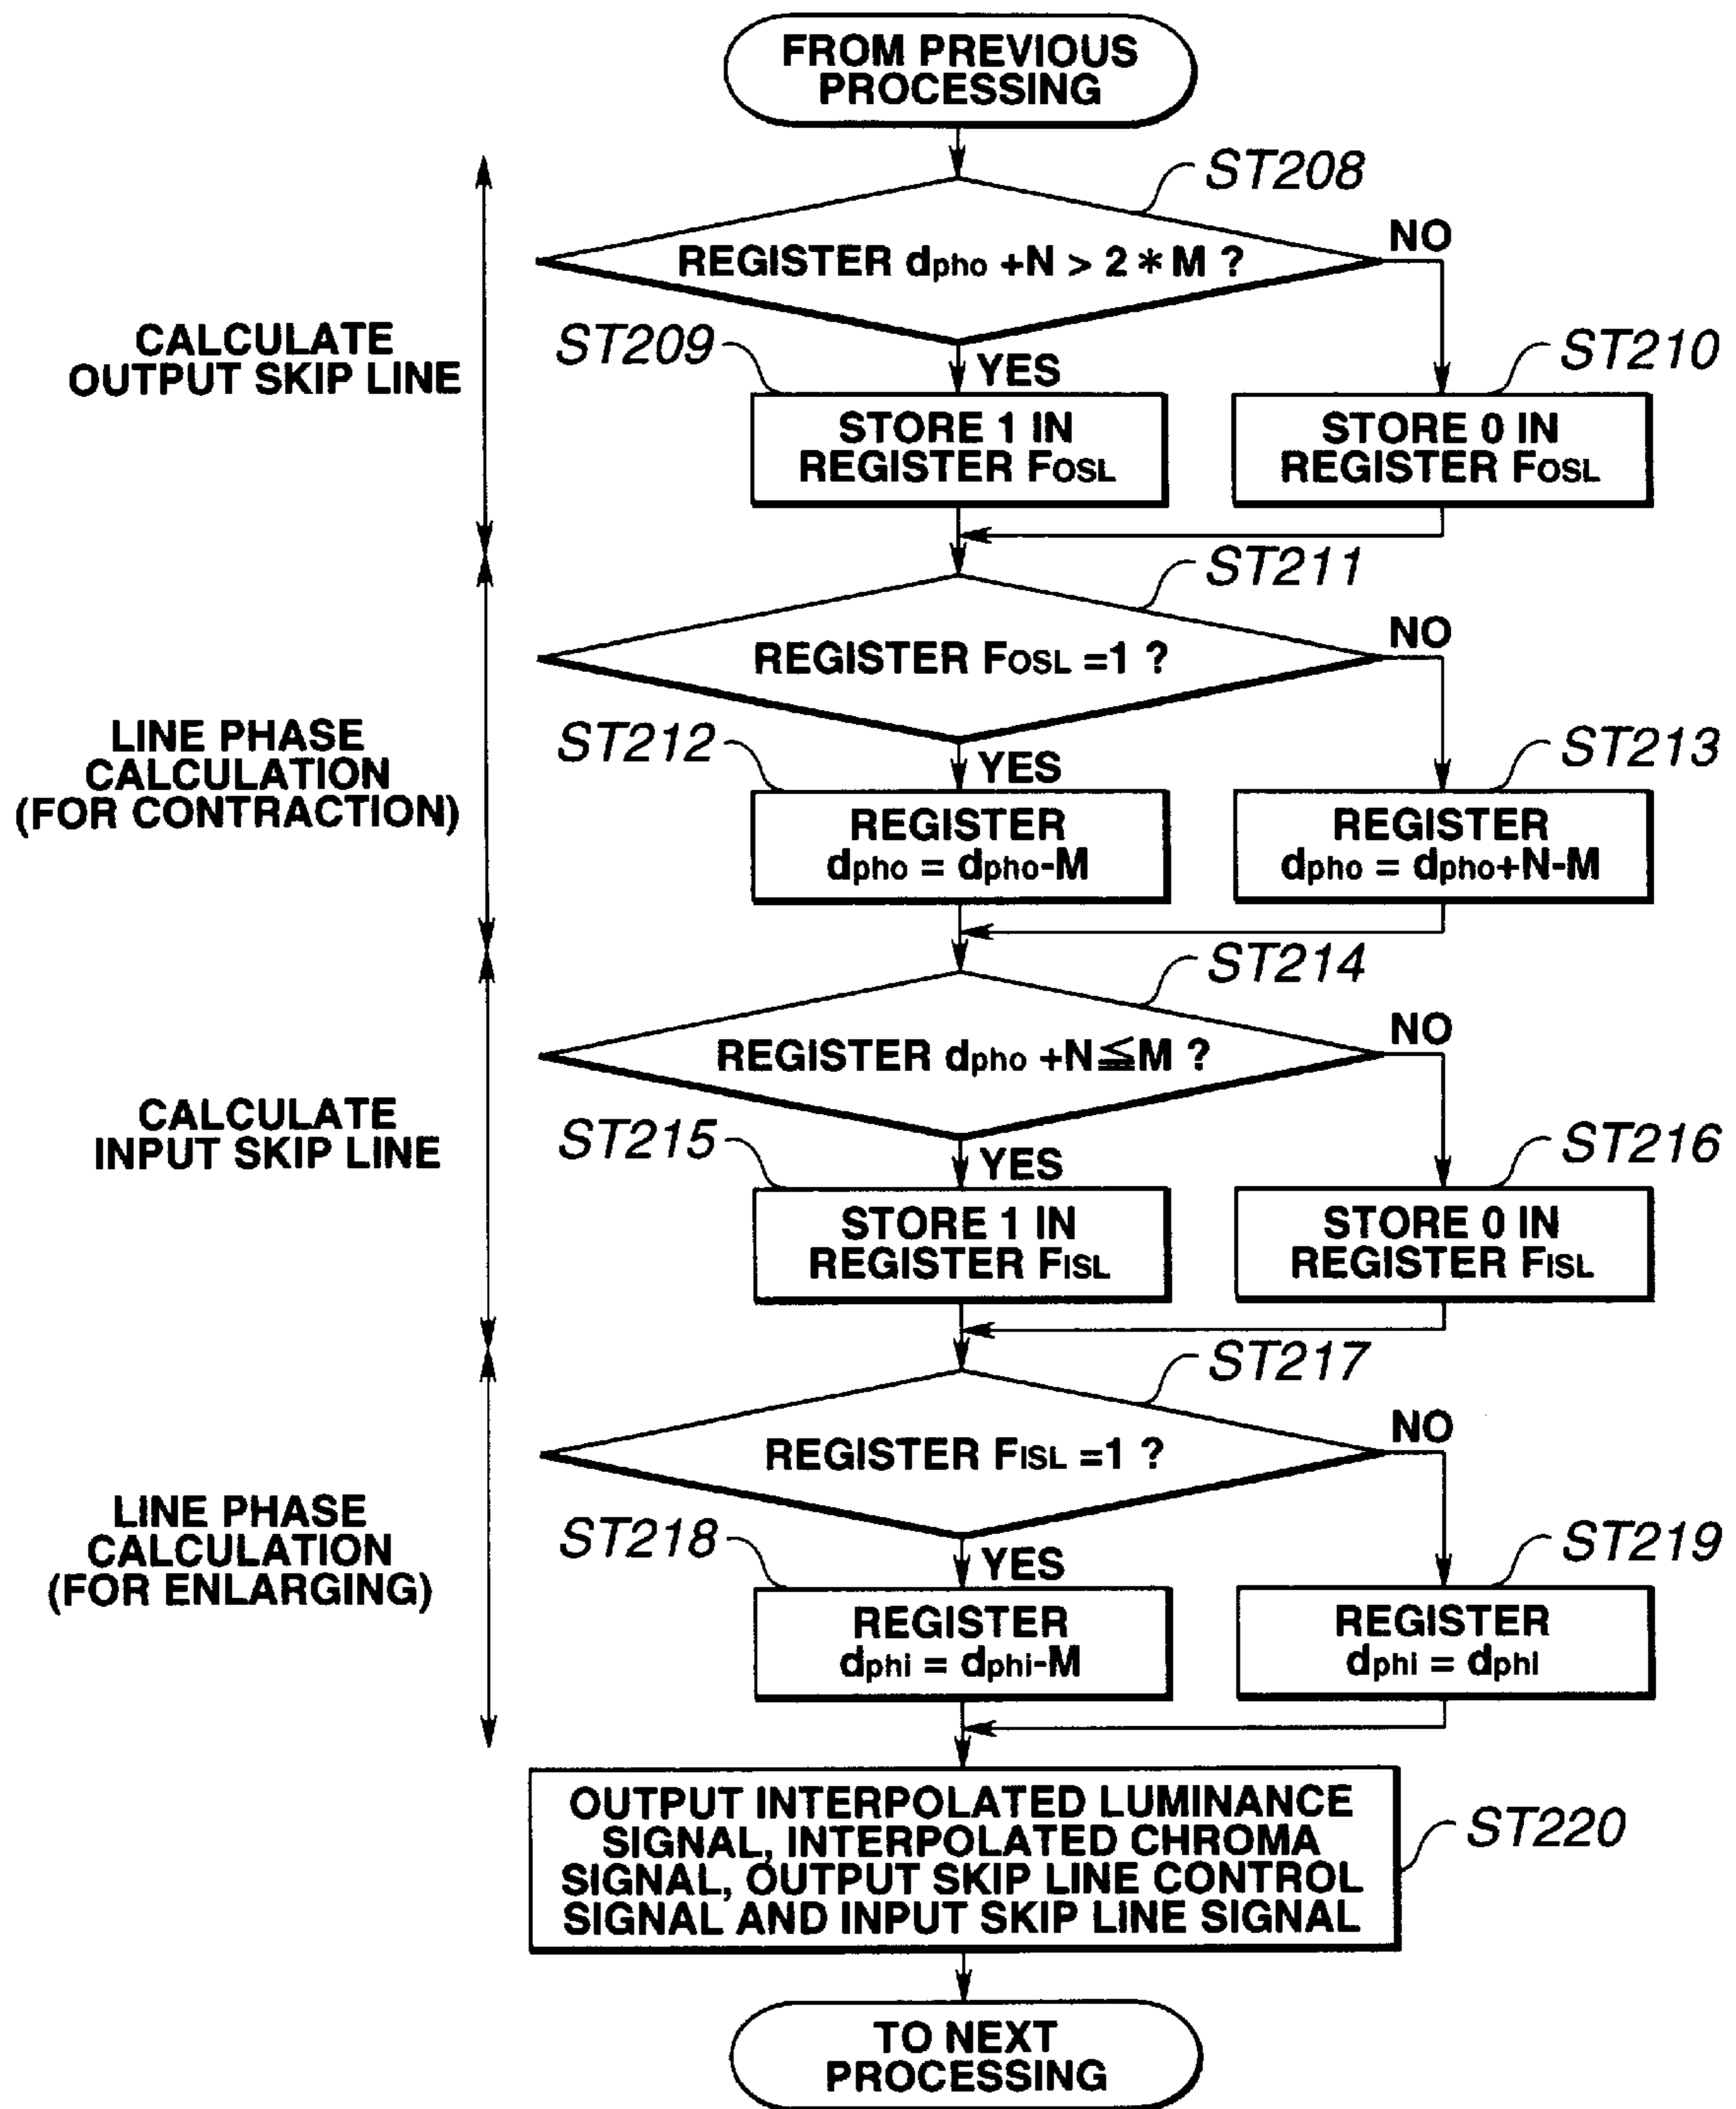 FROM PREVIOUS
PROCESSING
ST208
REGISTER dpho +N > 2 * M ?
NO
CALCULATE
OUTPUT SKIP LINE
ST209
YES
ST210
STORE 1 IN
REGISTER FOSL
STORE 0 IN
REGISTER FOSL
ST211
REGISTER FOSL =1 ?
NO
LINE PHASE
CALCULATION
(FOR CONTRACTION)
ST212
YES
ST213
REGISTER
dpho = dpho-M
REGISTER
dpho = dpho+N-M
ST214
REGISTER dpho +N≦M ?
NO
CALCULATE
INPUT SKIP LINE
ST215
YES
ST216
STORE 1 IN
REGISTER FISL
STORE 0 IN
REGISTER FISL
ST217
REGISTER FISL =1 ?
NO
LINE PHASE
CALCULATION
(FOR ENLARGING)
ST218
YES
ST219
REGISTER
dphi = dphi-M
REGISTER
dphi = dphi
OUTPUT INTERPOLATED LUMINANCE
SIGNAL, INTERPOLATED CHROMA
SIGNAL, OUTPUT SKIP LINE CONTROL
SIGNAL AND INPUT SKIP LINE SIGNAL
ST220
TO NEXT
PROCESSING